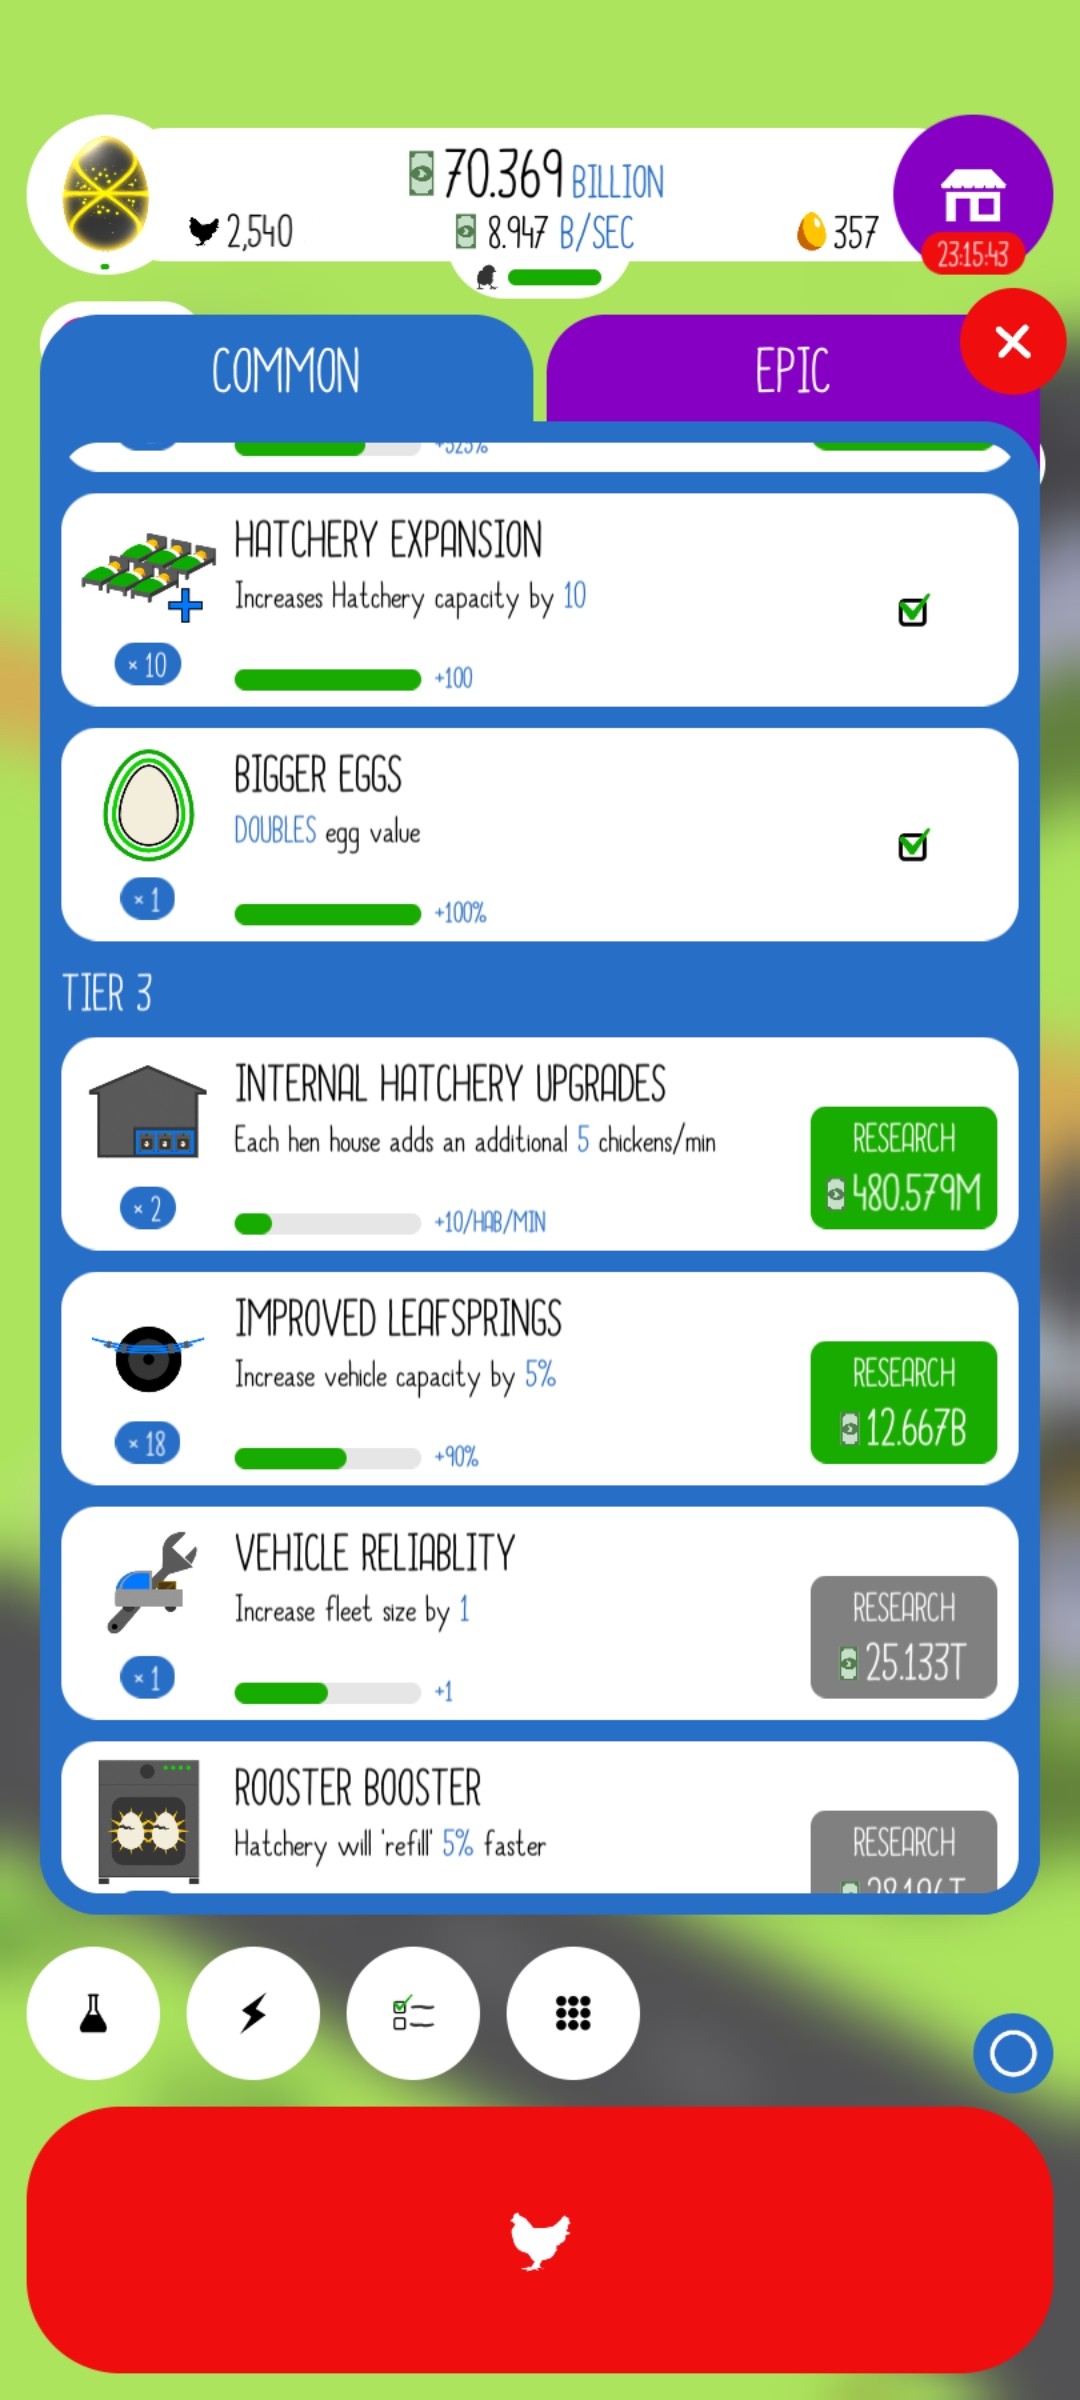 70.369 BILLION
2,540
8.947 B/SEC
357
23:15:43
COMMON
EPIC
+525%
HATCHERY EXPANSION
Increases Hatchery capacity by 10
× 10
+100
BIGGER EGGS
DOUBLES egg value
× 1
+100%
TIER 3
INTERNAL HATCHERY UPGRADES
Each hen house adds an additional 5 chickens/min
RESEARCH
480.579M
× 2
+10/HAB/MIN
IMPROVED LEAFSPRINGS
Increase vehicle capacity by 5%
RESEARCH
12.667B
× 18
+90%
VEHICLE RELIABLITY
Increase fleet size by 1
RESEARCH
25.133T
× 1
+1
ROOSTER BOOSTER
Hatchery will 'refill' 5% faster
RESEARCH